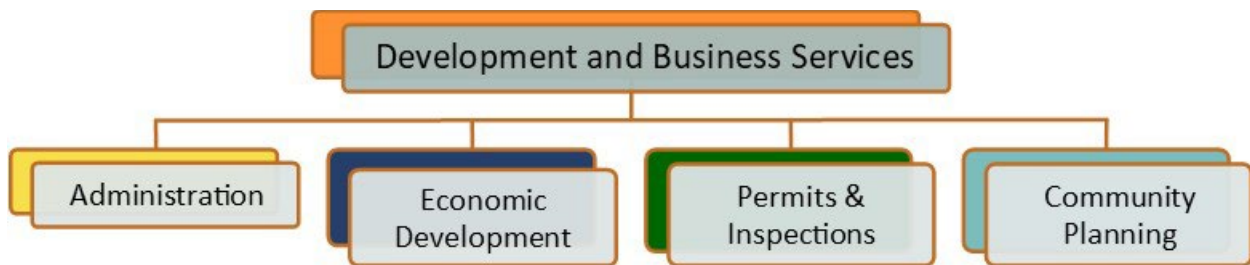 Development and Business Services
Administration
Economic
Development
Permits &
Inspections
Community
Planning